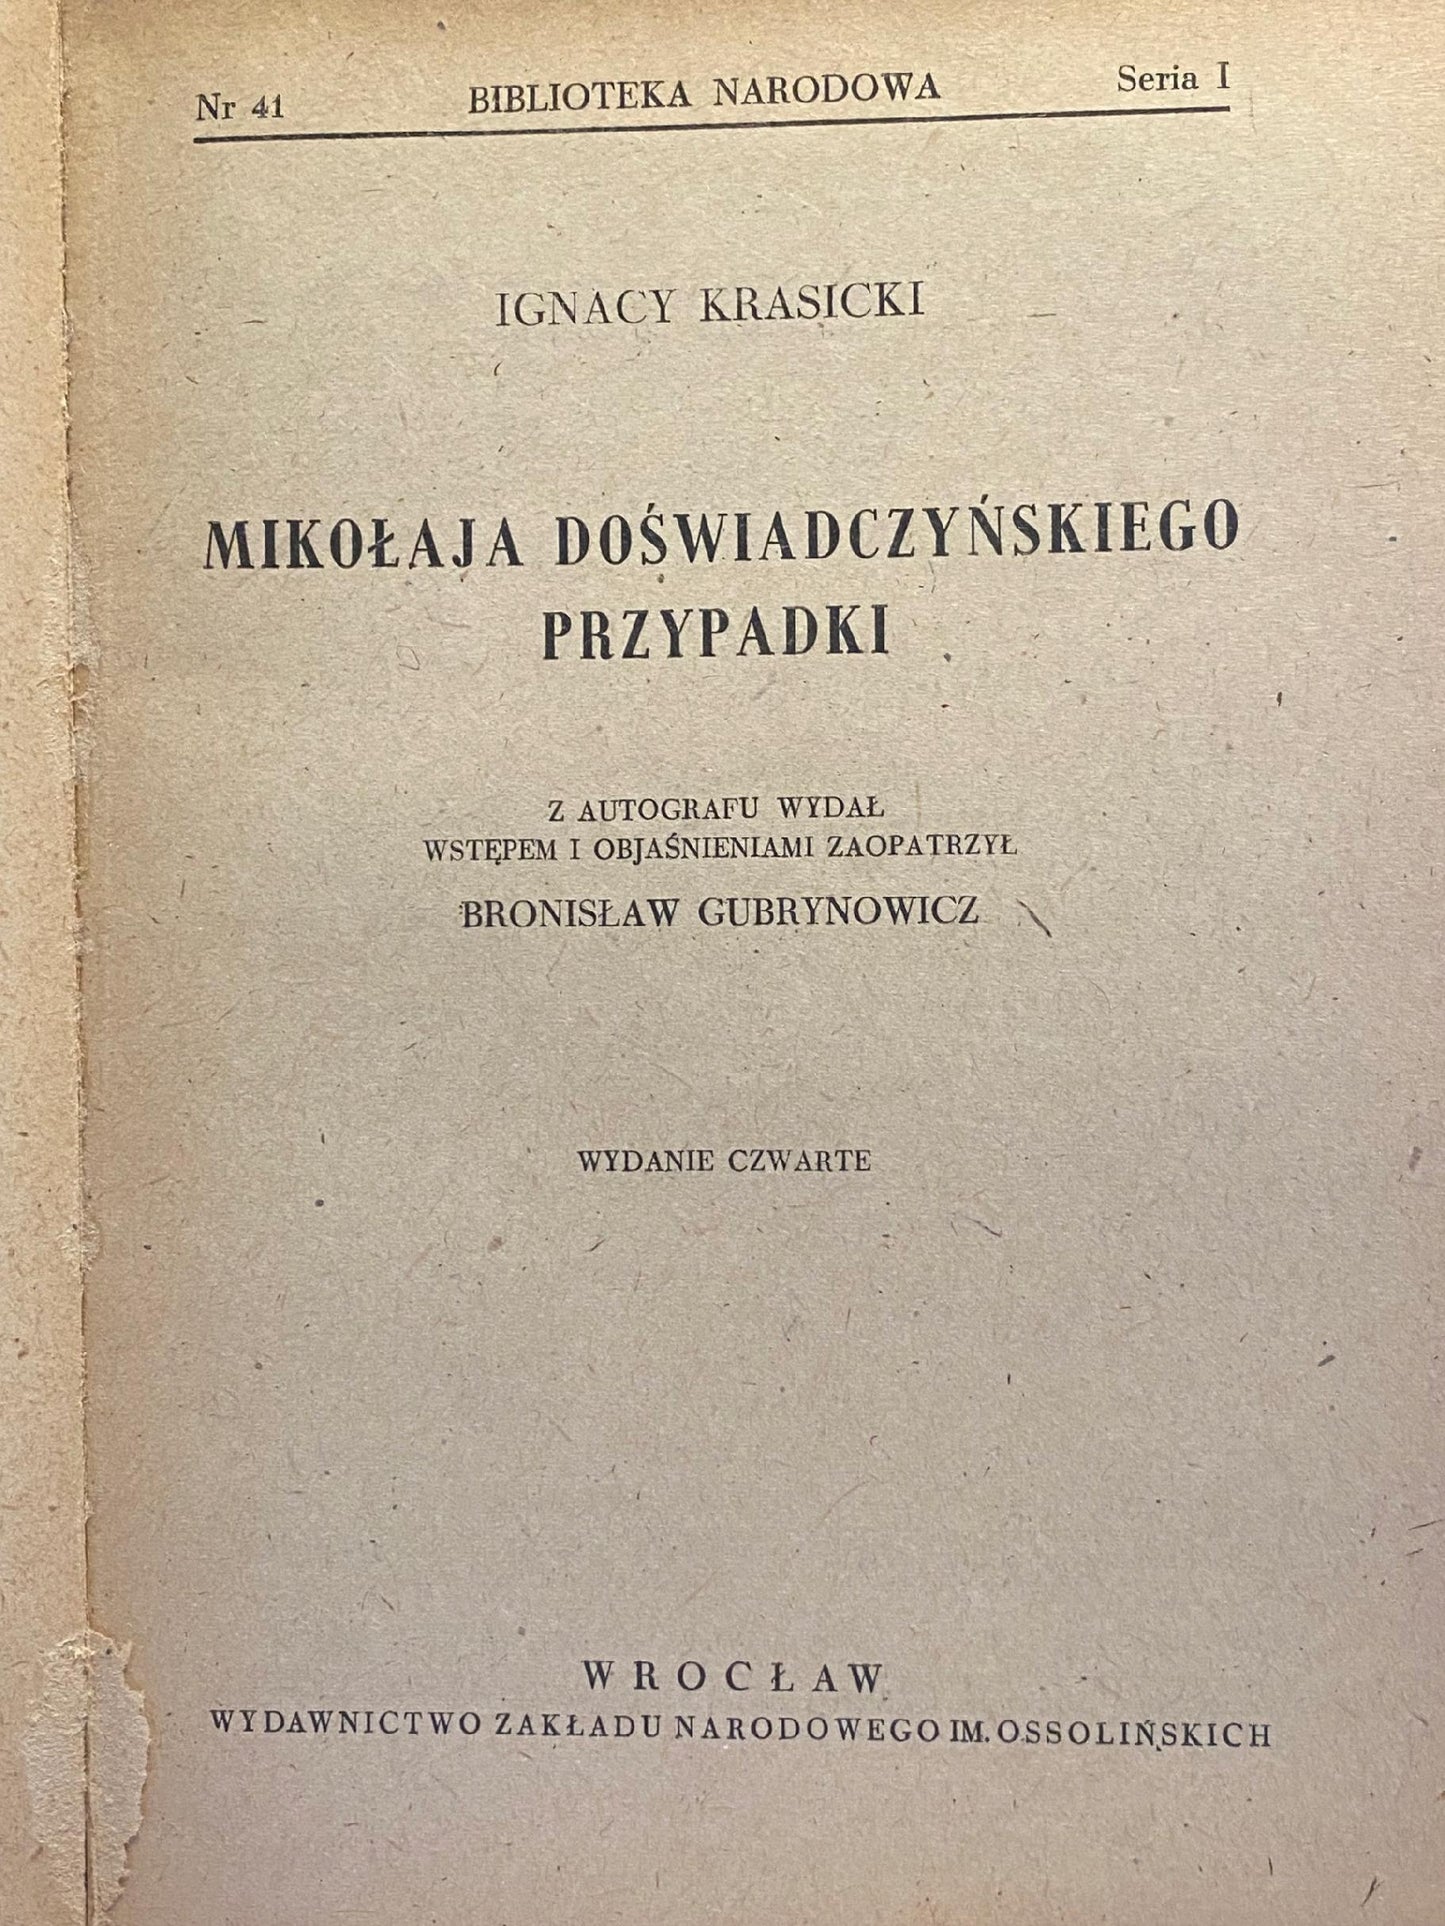 Nr 41 BIBLIOTEKA NARODOWA Seria I
IGNACY KRASICKI
MIKOŁAJA DOŚWIADCZYŃSKIEGO
PRZYPADKI
Z AUTOGRAFU WYDAŁ
WSTĘPEM I OBJAŚNIENIAMI ZAOPATRZYŁ
BRONISŁAW GUBRYNOWICZ
WYDANIE CZWARTE
WROCŁAW
WYDAWNICTWO ZAKŁADU NARODOWEGO IM. OSSOLIŃSKICH